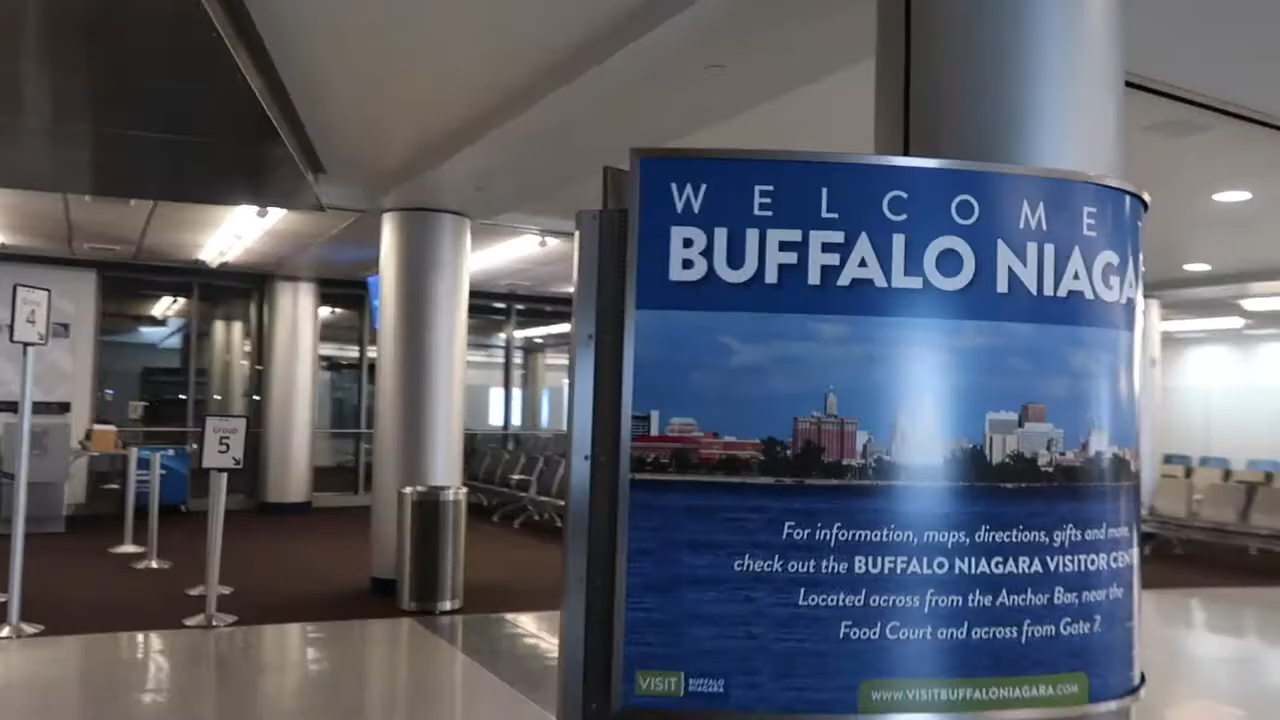 WELCOME
BUFFALO NIAGA
For information, maps, directions, gifts and more,
check out the BUFFALO NIAGARA VISITOR CEN
Located across from the Anchor Bar, near the
Food Court and across from Gate 7.
VISIT BUFFALO
NIAGARA
WWW.VISITBUFFALONIAGARA.COM
4
Group
5